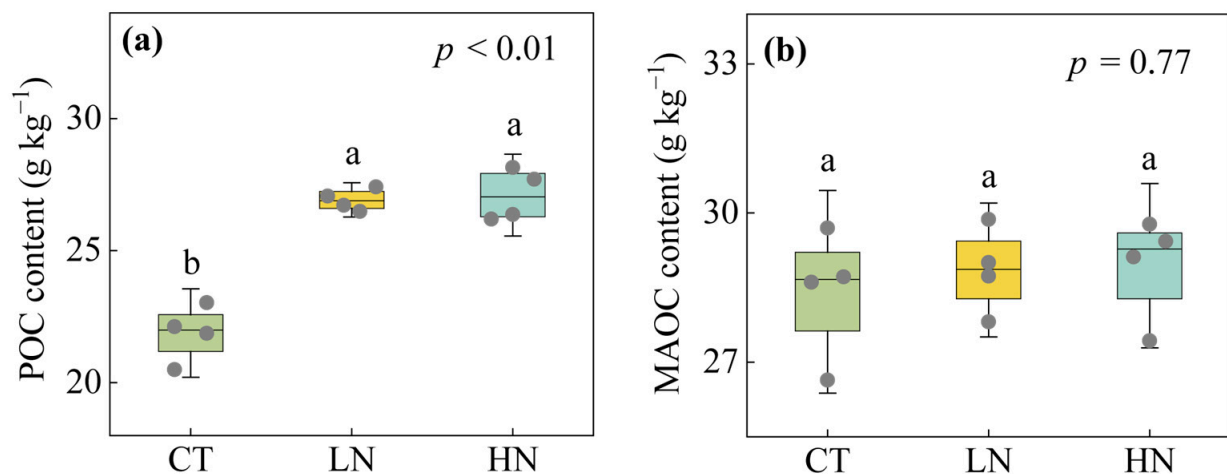 (a)
p < 0.01
POC content (g kg⁻¹)
30
25
20
b
a
a
CT
LN
HN
(b)
p = 0.77
MAOC content (g kg⁻¹)
33
30
27
a
a
a
CT
LN
HN